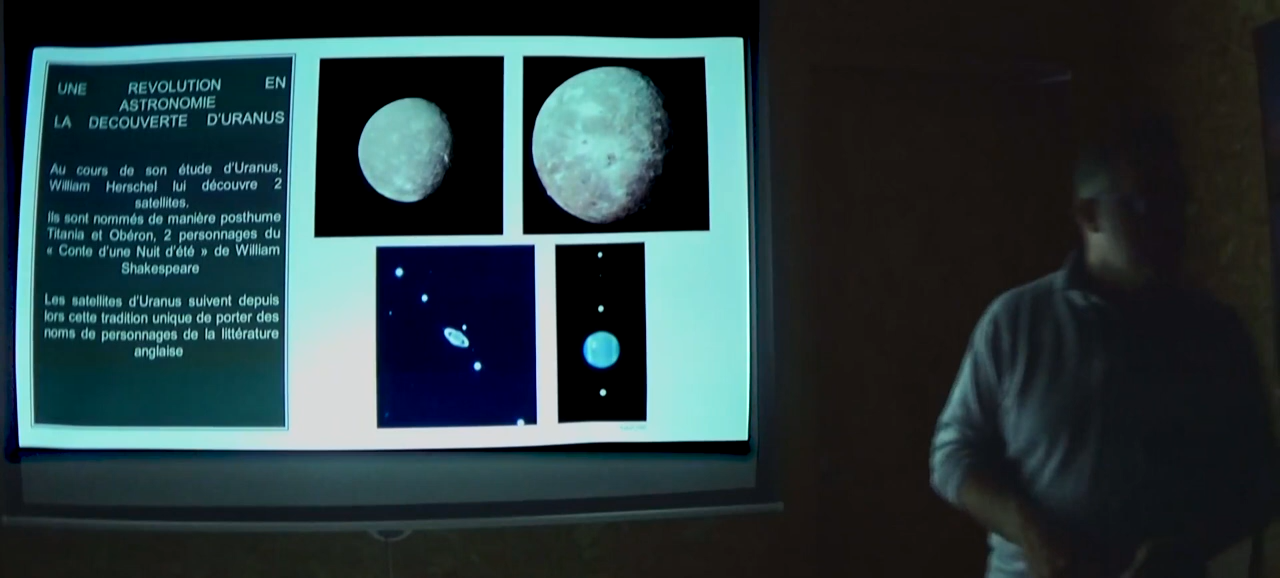 UNE REVOLUTION EN
ASTRONOMIE
LA DECOUVERTE D'URANUS
Au cours de son étude d'Uranus,
William Herschel lui découvre 2
satellites.
Ils sont nommés de manière posthume
Titania et Obéron, 2 personnages du
« Conte d'une Nuit d'été » de William
Shakespeare
Les satellites d'Uranus suivent depuis
lors cette tradition unique de porter des
noms de personnages de la littérature
anglaise